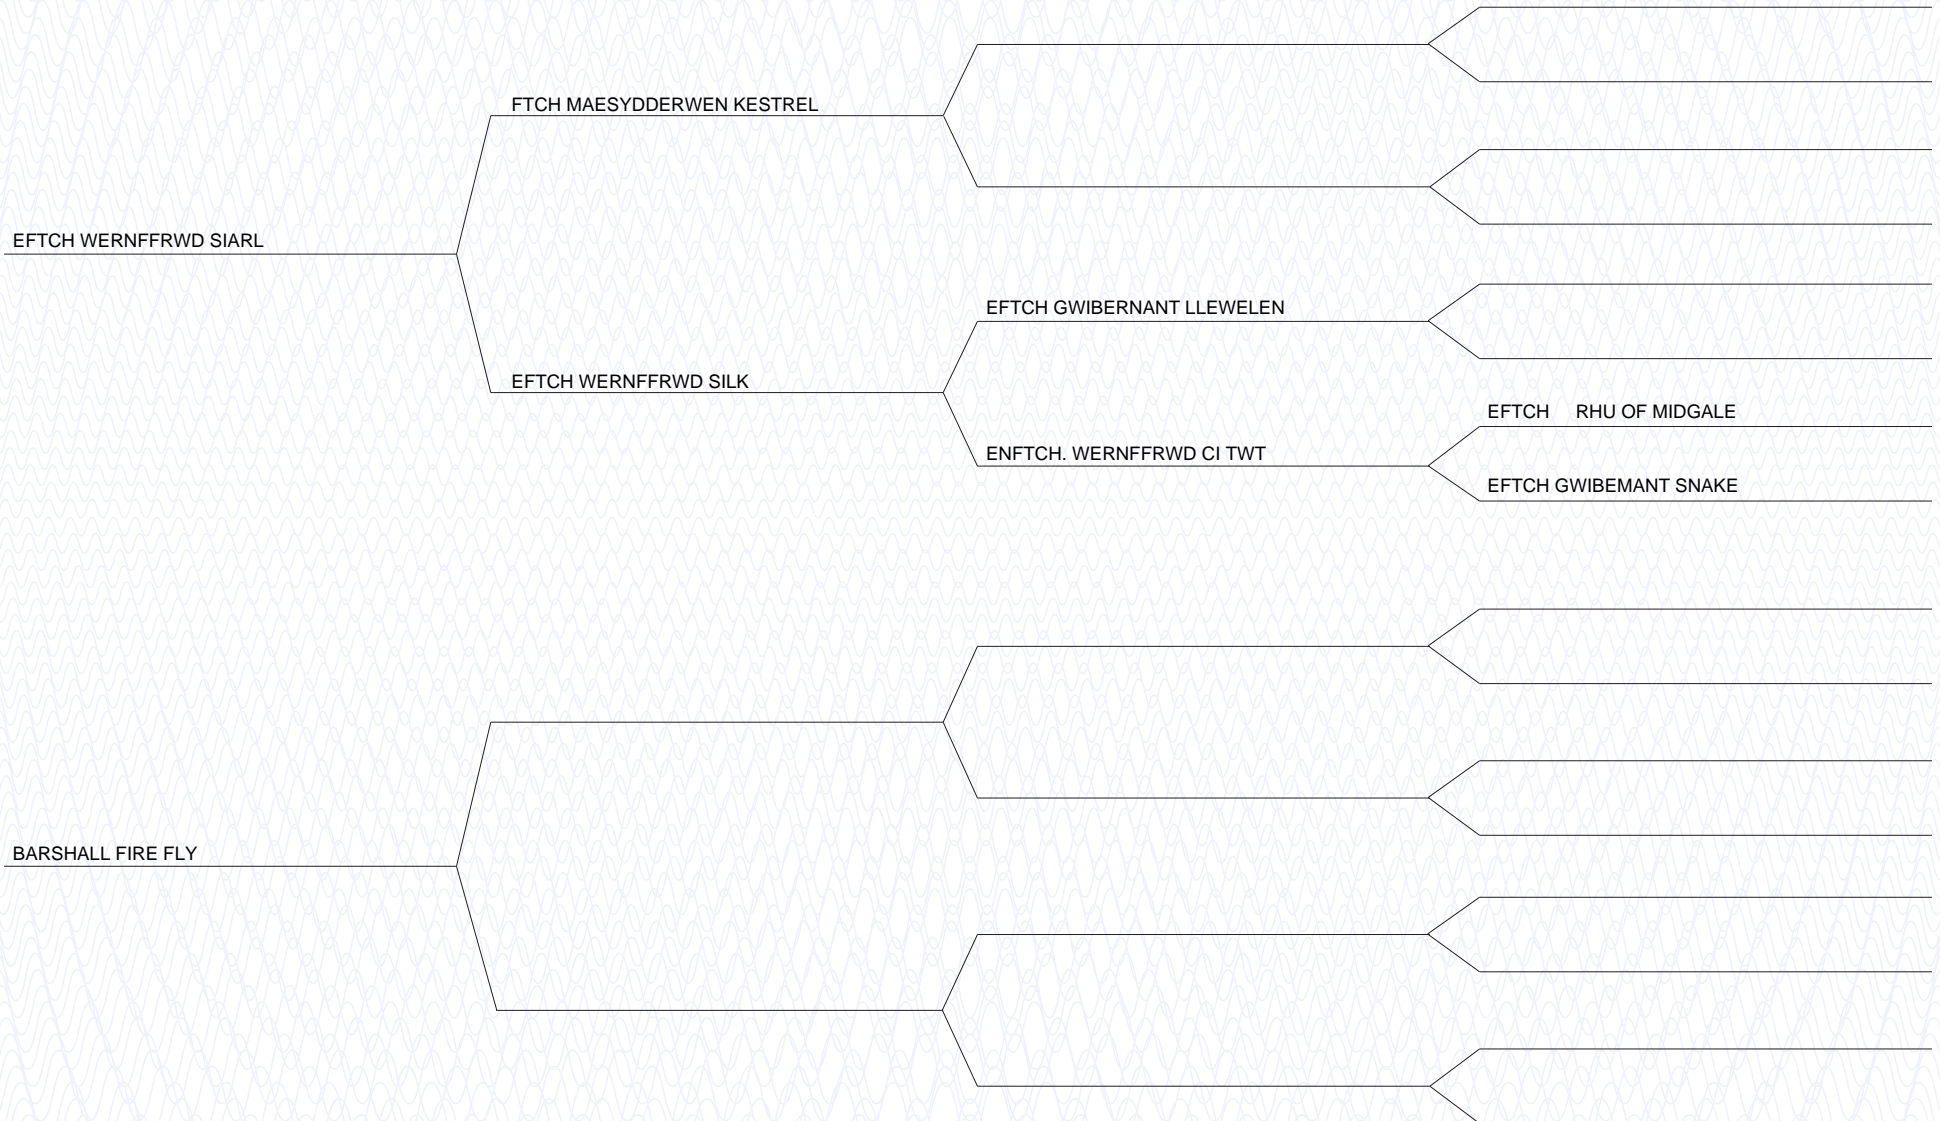 FTCH MAESYDDERWEN KESTREL
EFTCH WERNFFRWD SIARL
EFTCH GWIBERNANT LLEWELEN
EFTCH WERNFFRWD SILK
EFTCH RHU OF MIDGALE
ENFTCH. WERNFFRWD CI TWT
EFTCH GWIBEMANT SNAKE
BARSHALL FIRE FLY